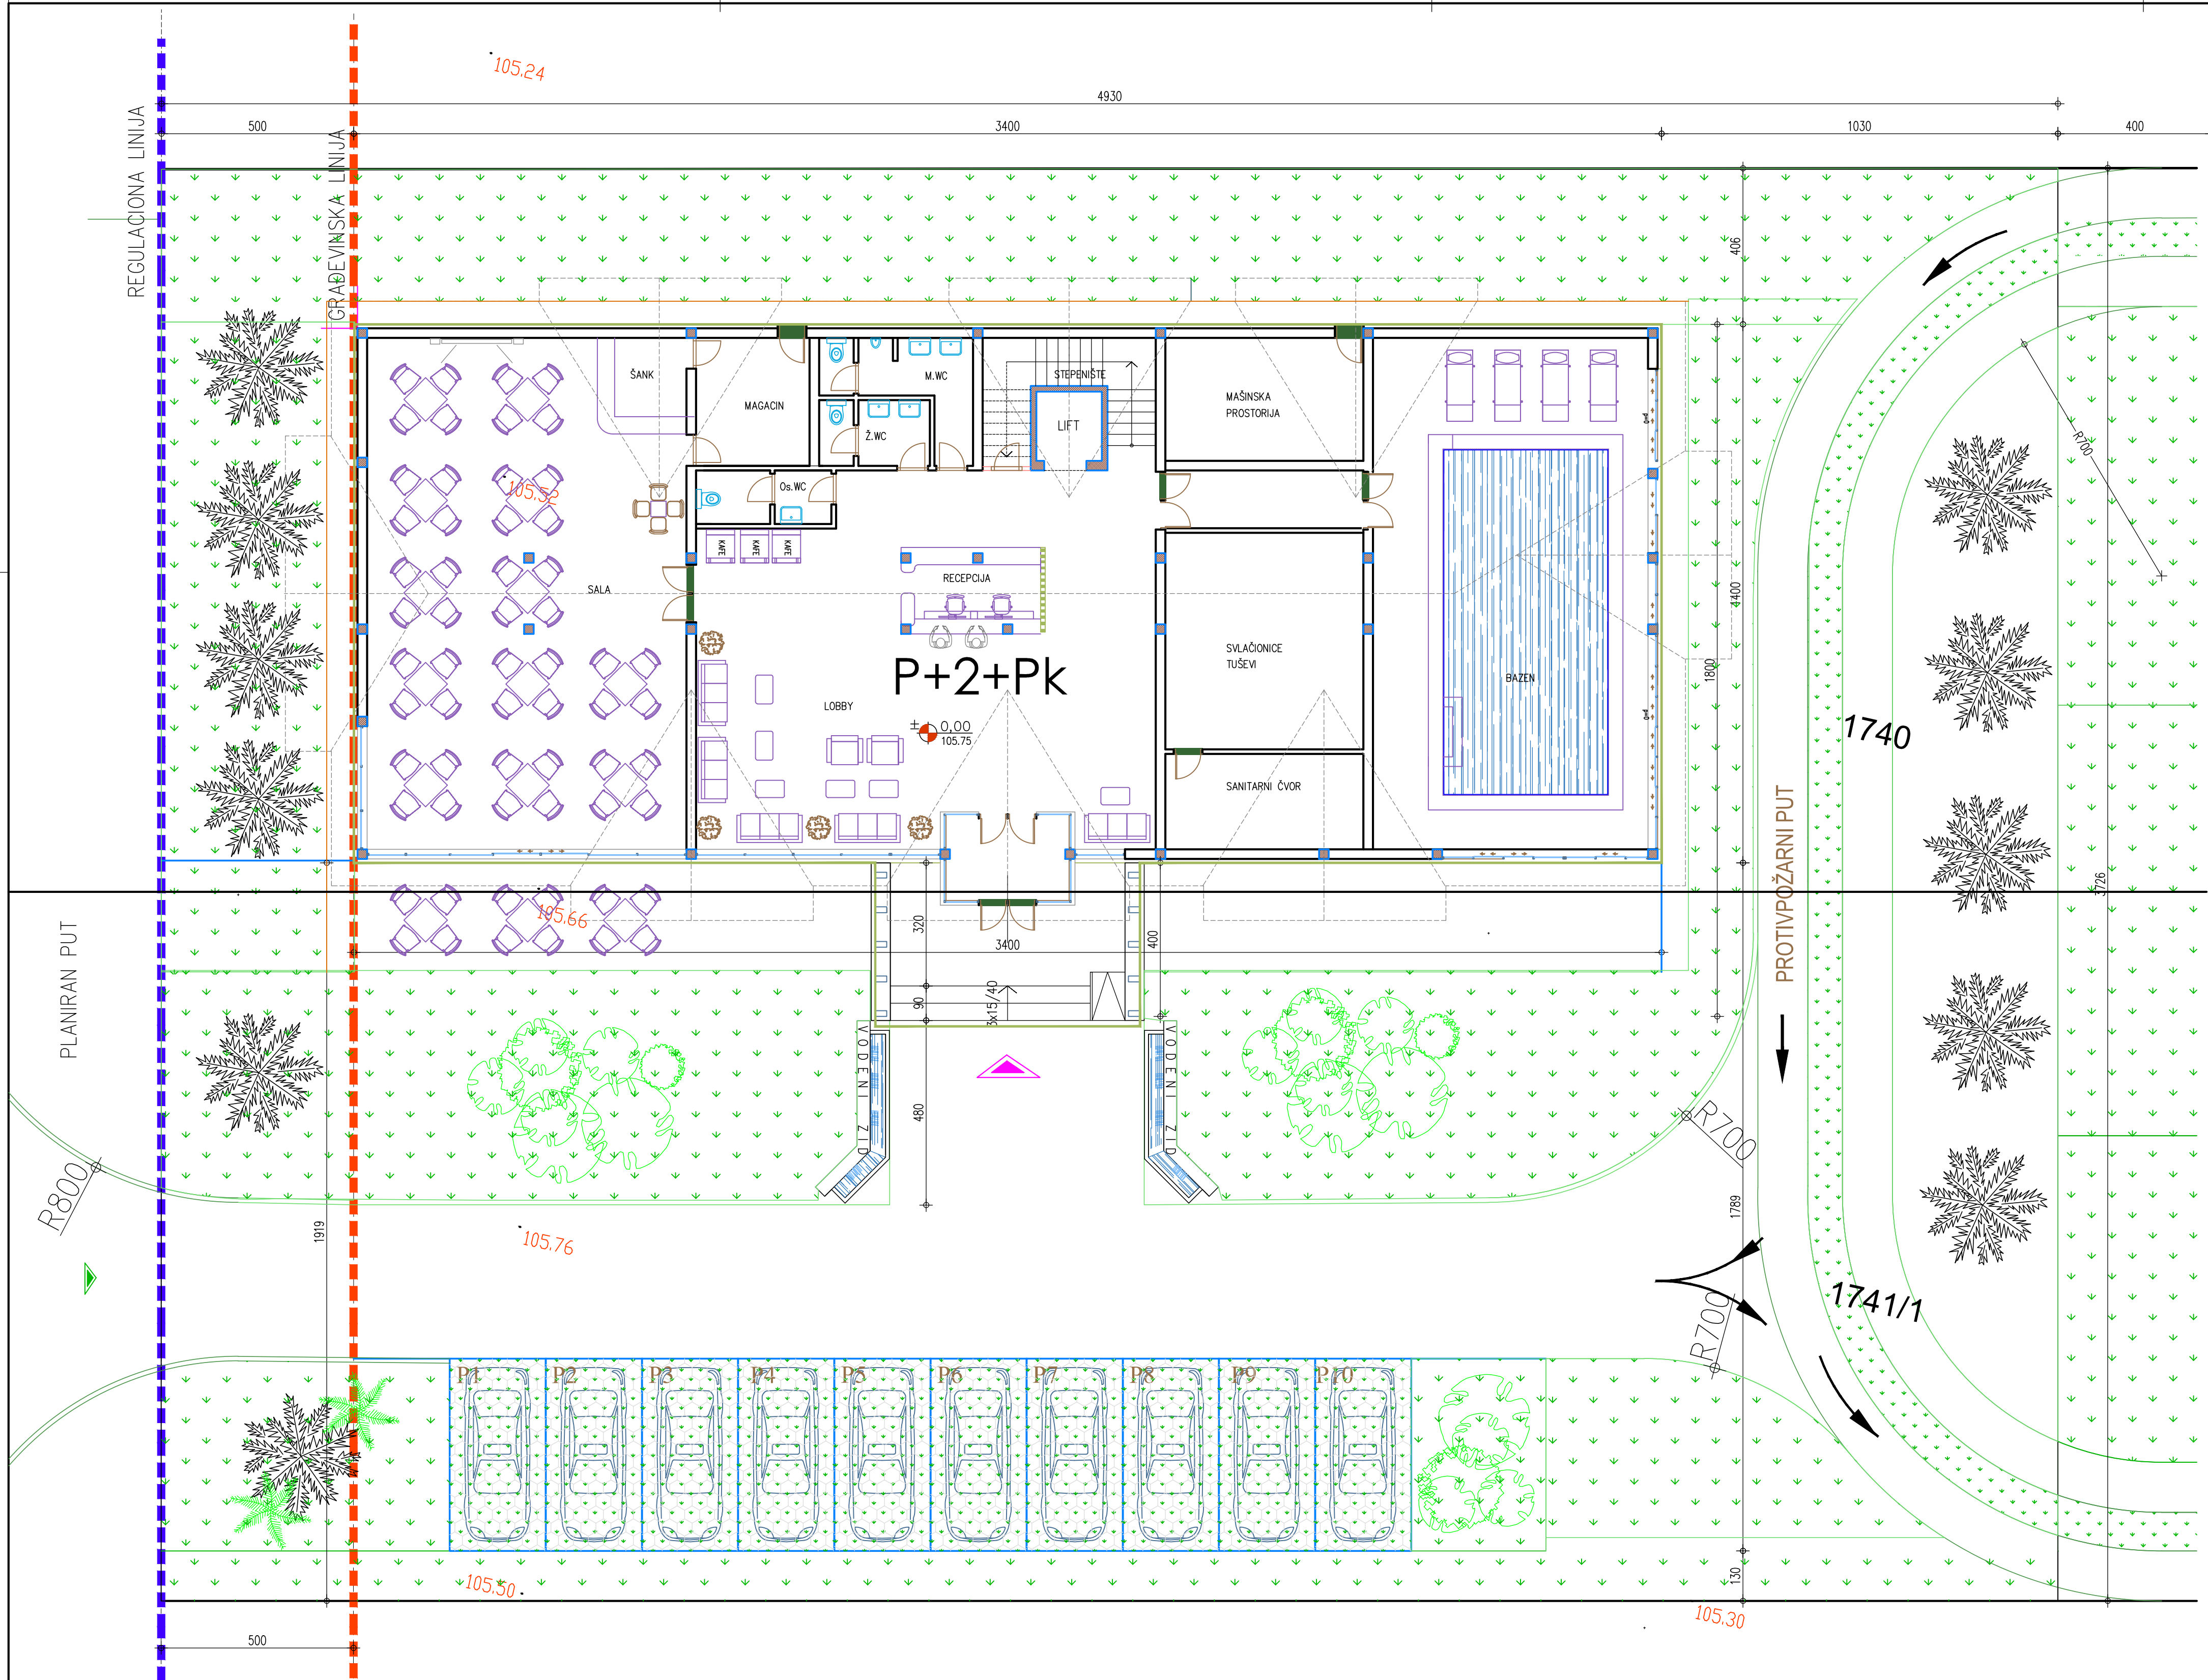 105.24
4930
500
3400
1030
400
REGULACIONA LINIJA
GRAĐEVINSKA LINIJA
406
ŠANK
MAGACIN
M.WC
Ž.WC
STEPENIŠTE
LIFT
MAŠINSKA
PROSTORIJA
R700
105.52
Os.WC
KAFE
KAFE
KAFE
SALA
RECEPCIJA
1400
SVLAČIONICE
TUŠEVI
P+2+Pk
1800
BAZEN
LOBBY
± 0,00
105.75
1740
SANITARNI ČVOR
PROTIVPOŽARNI PUT
3726
105.66
320
3400
400
PLANIRAN PUT
90
3x15/40
VODENI ZID
VODENI ZID
480
R700
R800
1919
1789
105.76
R700
1741/1
P1
P2
P3
P4
P5
P6
P7
P8
P9
P10
105.50
130
105.30
500